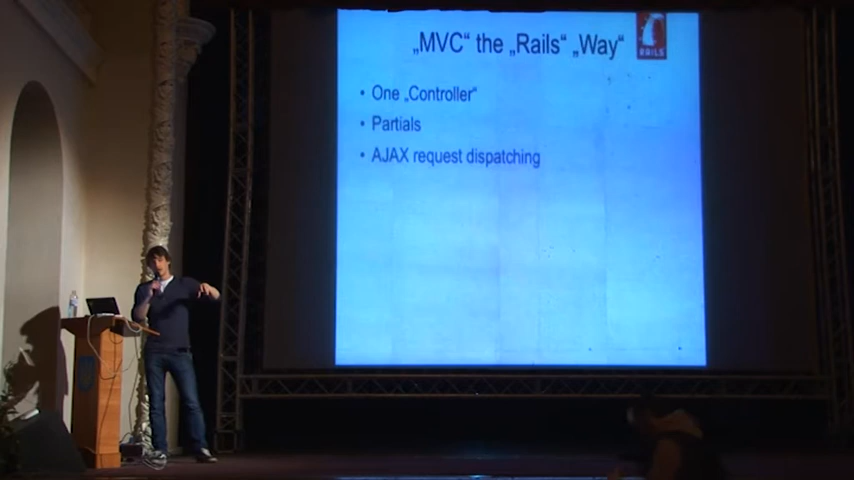 „MVC“ the „Rails“ „Way“
RAILS
• One „Controller“
• Partials
• AJAX request dispatching